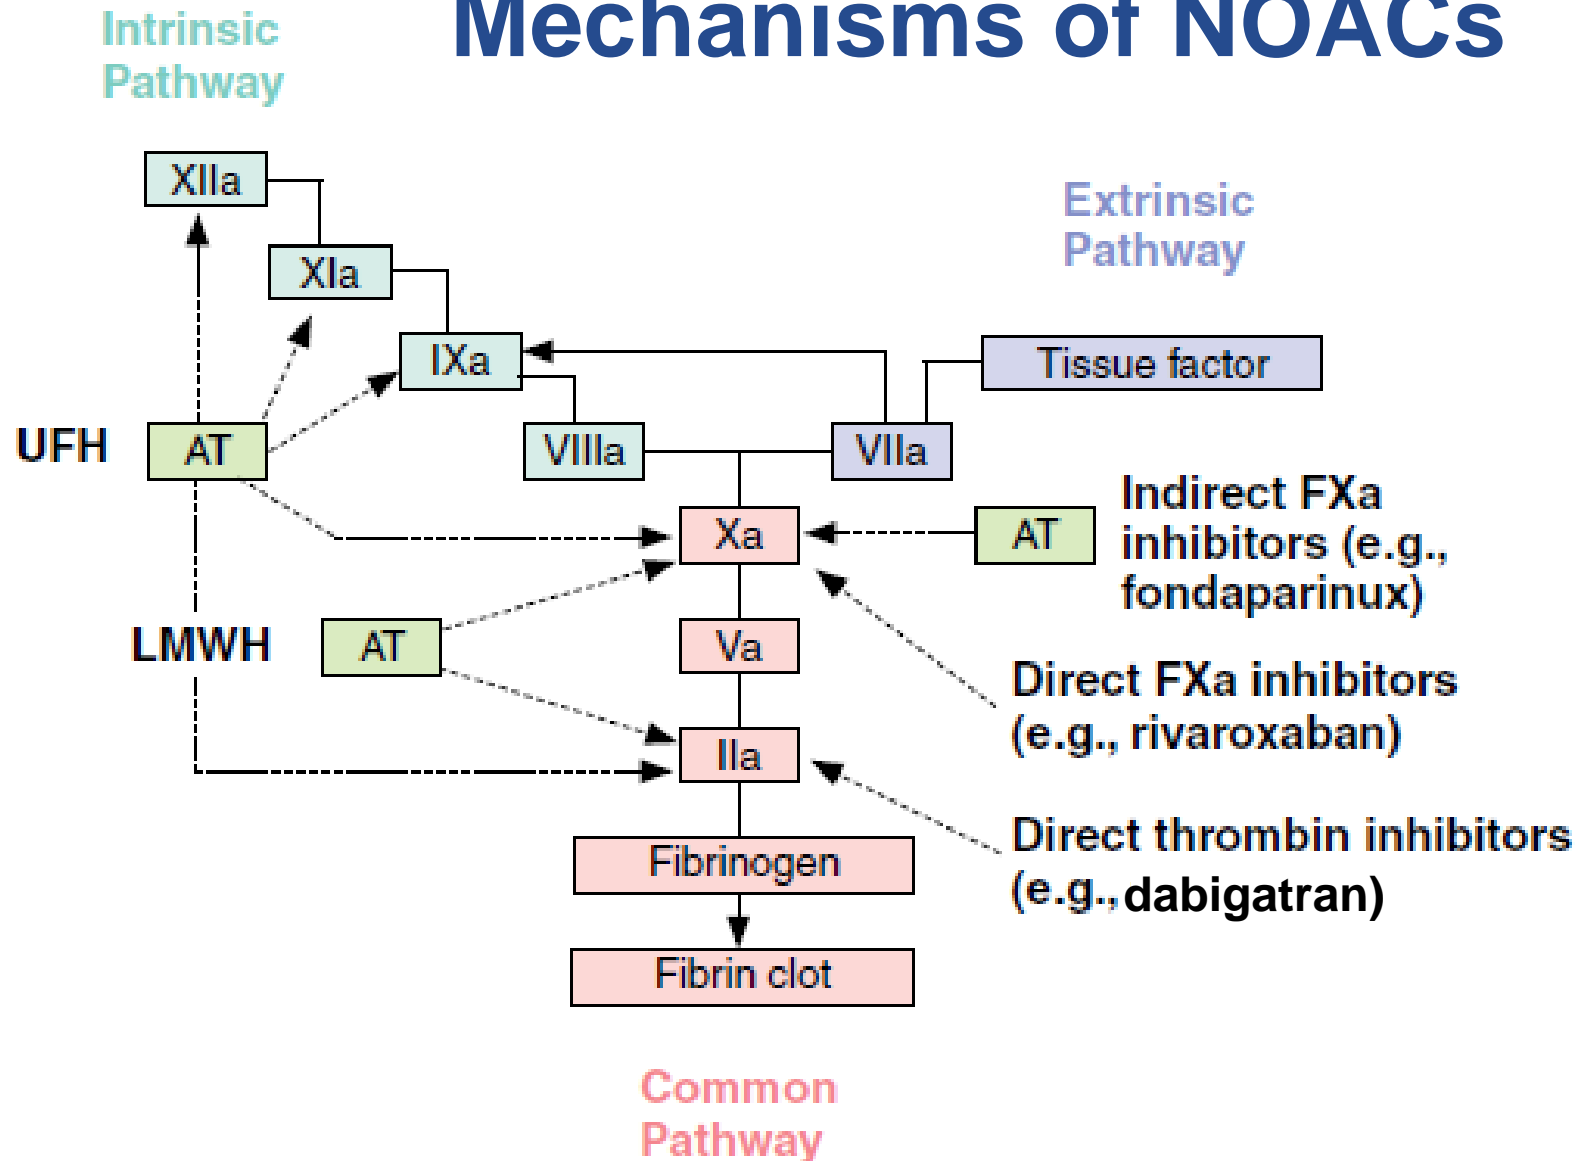 Mechanisms of NOACs
Intrinsic
Pathway
XIIa
Extrinsic
Pathway
XIa
IXa
Tissue factor
UFH
AT
VIIIa
VIIa
Xa
AT
Indirect FXa
inhibitors (e.g.,
fondaparinux)
LMWH
AT
Va
Direct FXa inhibitors
(e.g., rivaroxaban)
IIa
Direct thrombin inhibitors
(e.g., dabigatran)
Fibrinogen
Fibrin clot
Common
Pathway